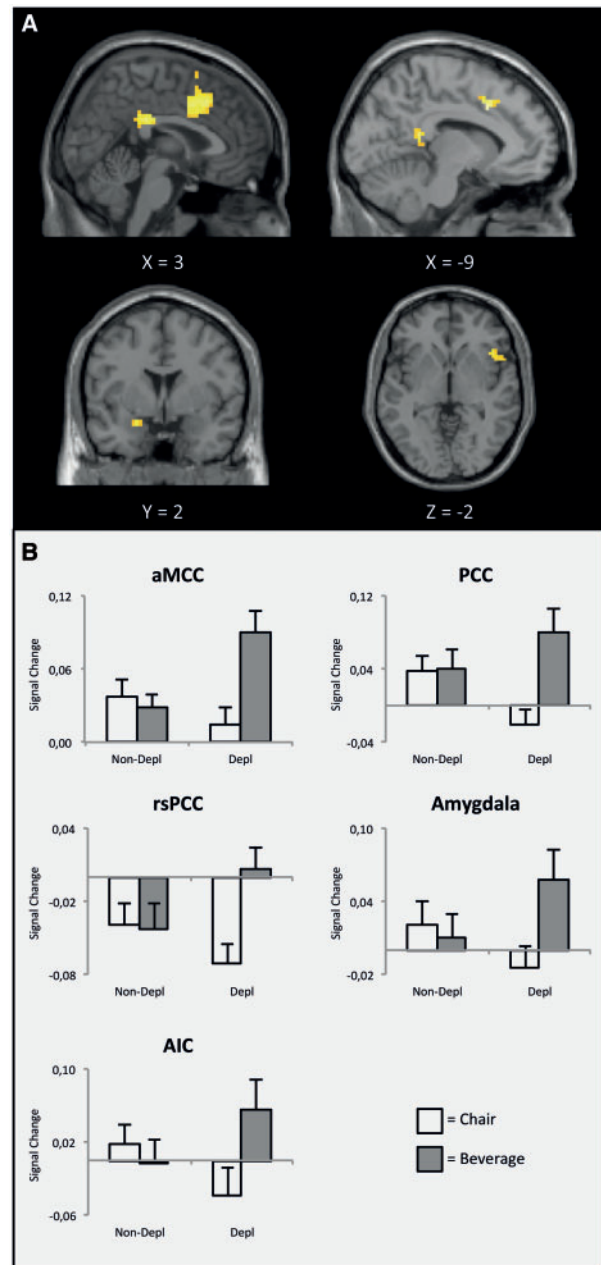 A
X = 3
X = -9
Y = 2
Z = -2
B
aMCC
Signal Change
0,12
0,06
0,00
Non-Depl
Depl
PCC
Signal Change
0,12
0,04
-0,04
Non-Depl
Depl
rsPCC
Signal Change
0,04
-0,02
-0,08
Non-Depl
Depl
Amygdala
Signal Change
0,10
0,04
-0,02
Non-Depl
Depl
AIC
Signal Change
0,10
0,02
-0,06
Non-Depl
Depl
= Chair
= Beverage